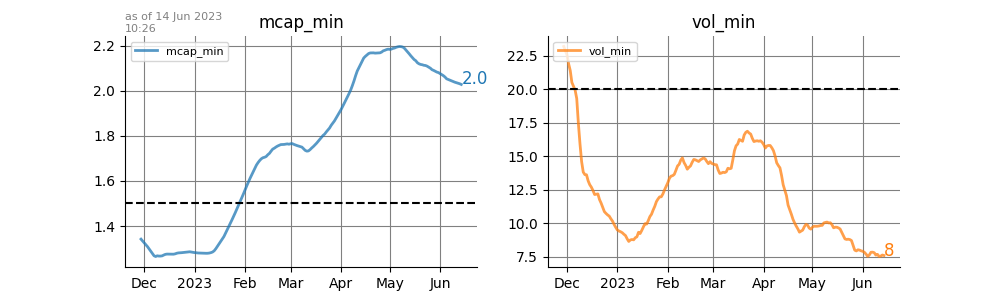 as of 14 Jun 2023
10:26
mcap_min
mcap_min
2.2
2.0
1.8
1.6
1.4
2.0
Dec 2023 Feb Mar Apr May Jun
vol_min
vol_min
22.5
20.0
17.5
15.0
12.5
10.0
7.5
8
Dec 2023 Feb Mar Apr May Jun